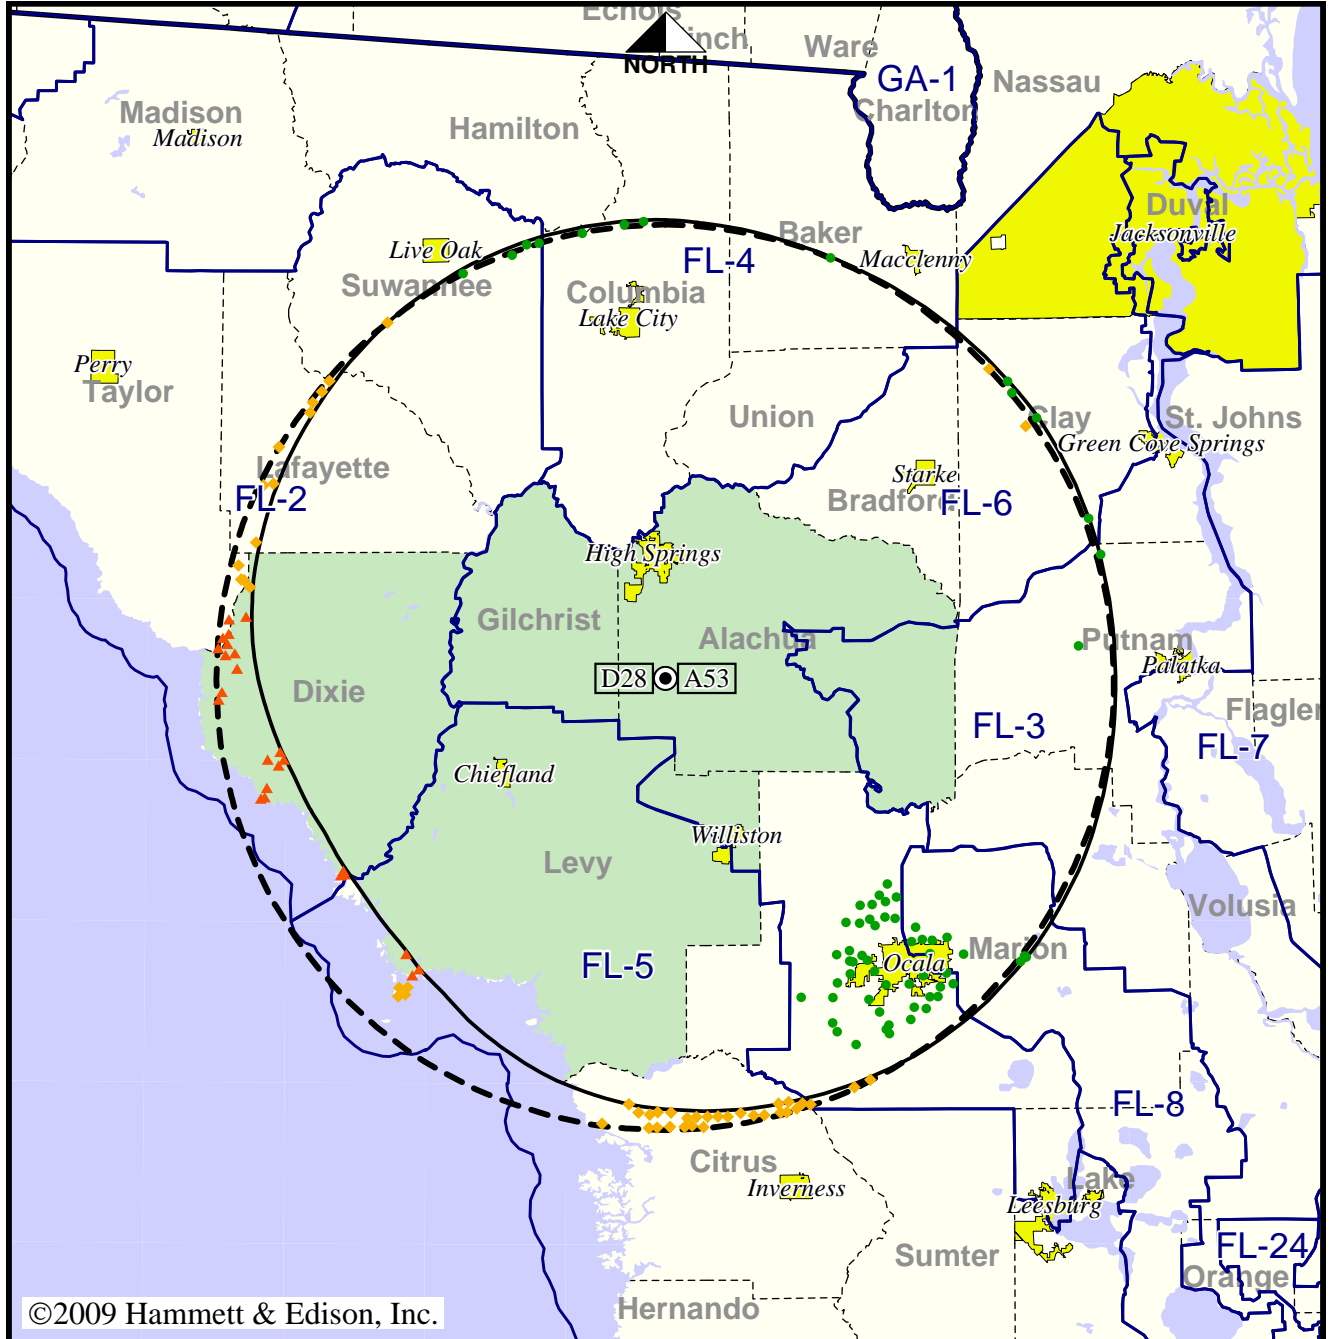 Echols
Clinch
NORTH
Ware
GA-1
Charlton
Nassau
Madison
Madison
Hamilton
Duval
Jacksonville
Baker
Macclenny
Live Oak
Suwannee
FL-4
Columbia
Lake City
Perry
Taylor
Union
Clay
St. Johns
Green Cove Springs
Lafayette
FL-2
Starke
Bradford
FL-6
High Springs
Gilchrist
Alachua
Putnam
Palatka
D28
A53
Dixie
Flagler
FL-3
FL-7
Chiefland
Williston
Levy
Volusia
FL-5
Marion
Ocala
FL-8
Citrus
Inverness
Lake
Leesburg
Sumter
FL-24
Orange
Hernando
©2009 Hammett & Edison, Inc.